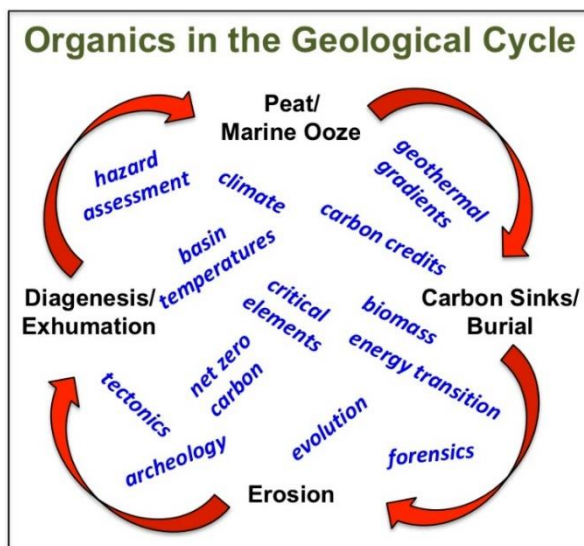 Organics in the Geological Cycle
Peat/
Marine Ooze
hazard
assessment
climate
geothermal
gradients
carbon credits
basin
temperatures
Diagenesis/
Exhumation
critical
elements
biomass
Carbon Sinks/
Burial
energy transition
net zero
carbon
tectonics
archeology
evolution
forensics
Erosion